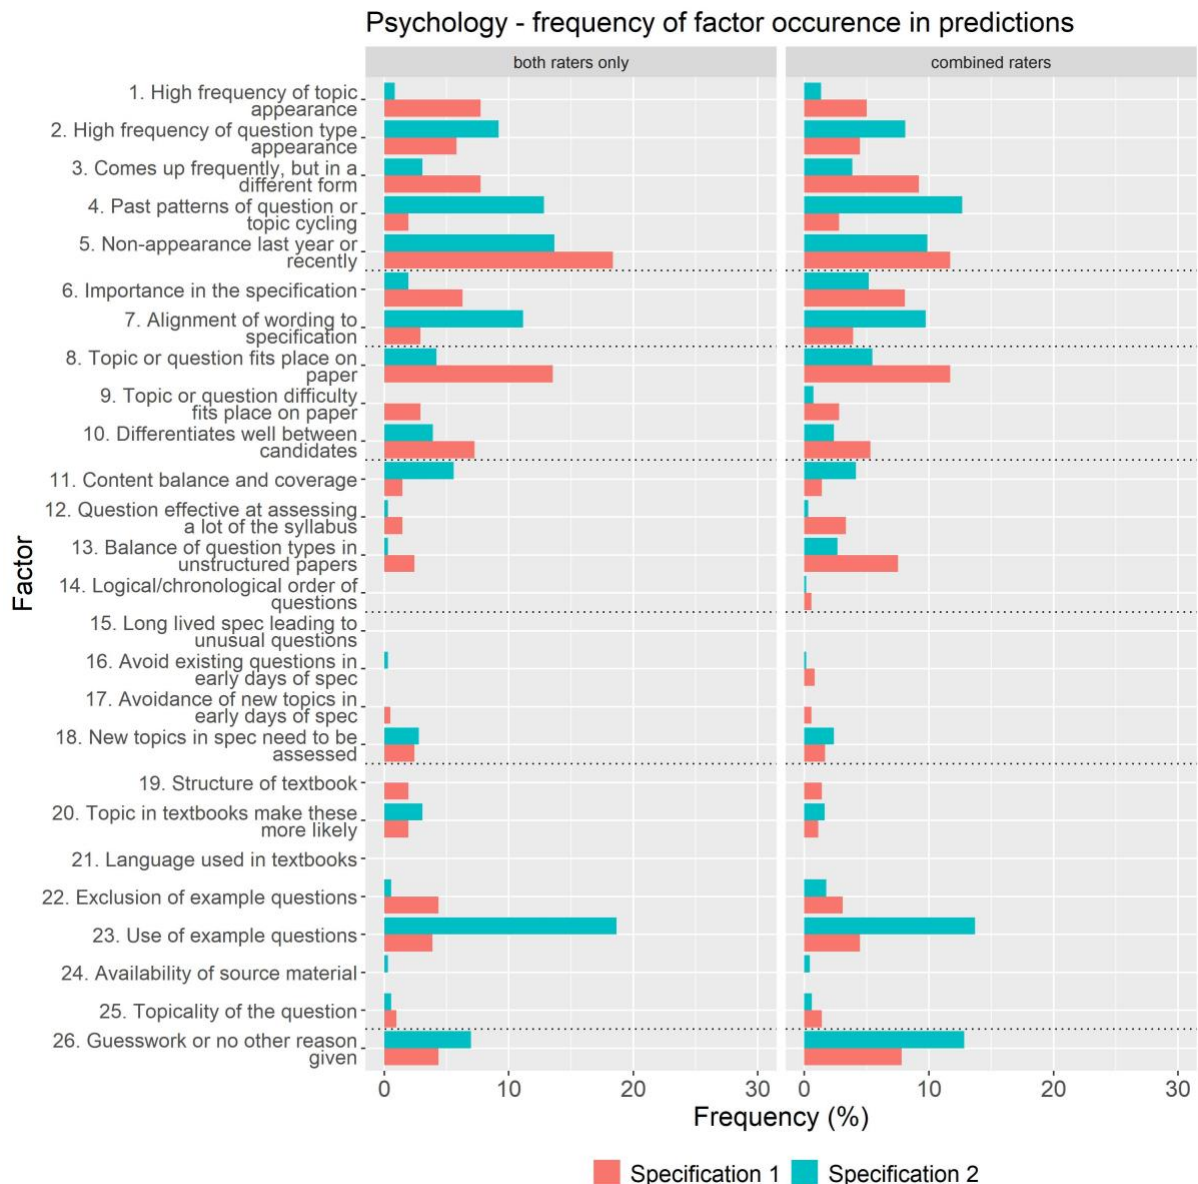 Psychology - frequency of factor occurence in predictions
both raters only
combined raters
1. High frequency of topic
appearance
2. High frequency of question type
appearance
3. Comes up frequently, but in a
different form
4. Past patterns of question or
topic cycling
5. Non-appearance last year or
recently
6. Importance in the specification
7. Alignment of wording to
specification
8. Topic or question fits place on
paper
9. Topic or question difficulty
fits place on paper
10. Differentiates well between
candidates
11. Content balance and coverage
12. Question effective at assessing
a lot of the syllabus
13. Balance of question types in
unstructured papers
14. Logical/chronological order of
questions
15. Long lived spec leading to
unusual questions
16. Avoid existing questions in
early days of spec
17. Avoidance of new topics in
early days of spec
18. New topics in spec need to be
assessed
19. Structure of textbook
20. Topic in textbooks make these
more likely
21. Language used in textbooks
22. Exclusion of example questions
23. Use of example questions
24. Availability of source material
25. Topicality of the question
26. Guesswork or no other reason
given
Factor
0 10 20 30
0 10 20 30
Frequency (%)
Specification 1
Specification 2